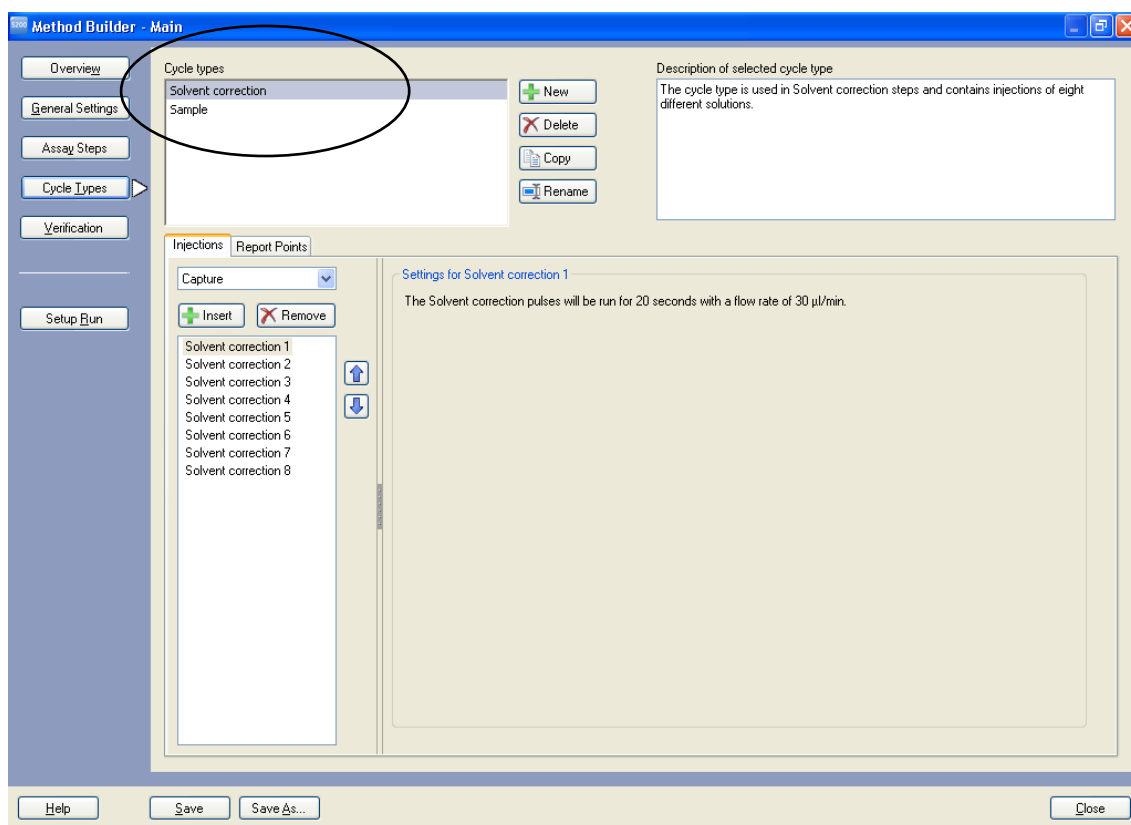 S200 Method Builder - Main
Overview
General Settings
Assay Steps
Cycle Types
Verification
Setup Run
Cycle types
Solvent correction
Sample
New
Delete
Copy
Rename
Description of selected cycle type
The cycle type is used in Solvent correction steps and contains injections of eight
different solutions.
Injections
Report Points
Capture
Insert
Remove
Solvent correction 1
Solvent correction 2
Solvent correction 3
Solvent correction 4
Solvent correction 5
Solvent correction 6
Solvent correction 7
Solvent correction 8
Settings for Solvent correction 1
The Solvent correction pulses will be run for 20 seconds with a flow rate of 30 µl/min.
Help
Save
Save As...
Close